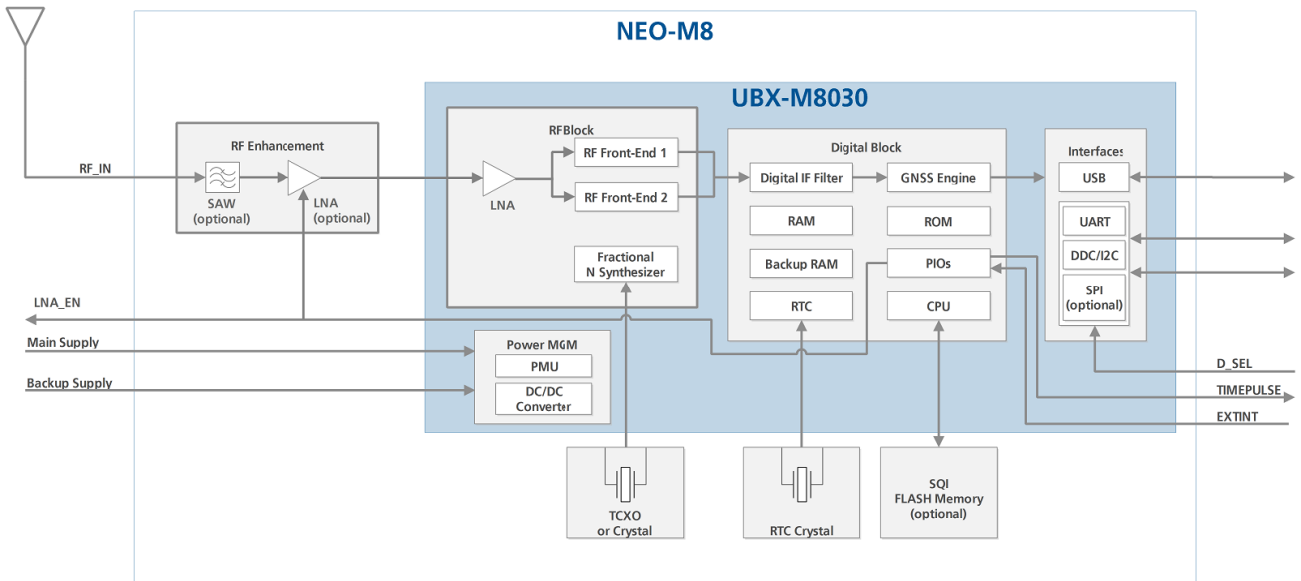 NEO-M8
UBX-M8030
RF_IN
RF Enhancement
SAW
(optional)
LNA
(optional)
RFBlock
LNA
RF Front-End 1
RF Front-End 2
Fractional
N Synthesizer
Digital Block
Digital IF Filter
GNSS Engine
RAM
ROM
Backup RAM
PIOs
RTC
CPU
Interfaces
USB
UART
DDC/I2C
SPI
(optional)
LNA_EN
Main Supply
Backup Supply
Power MGM
PMU
DC/DC
Converter
D_SEL
TIMEPULSE
EXTINT
TCXO
or Crystal
RTC Crystal
SQI
FLASH Memory
(optional)